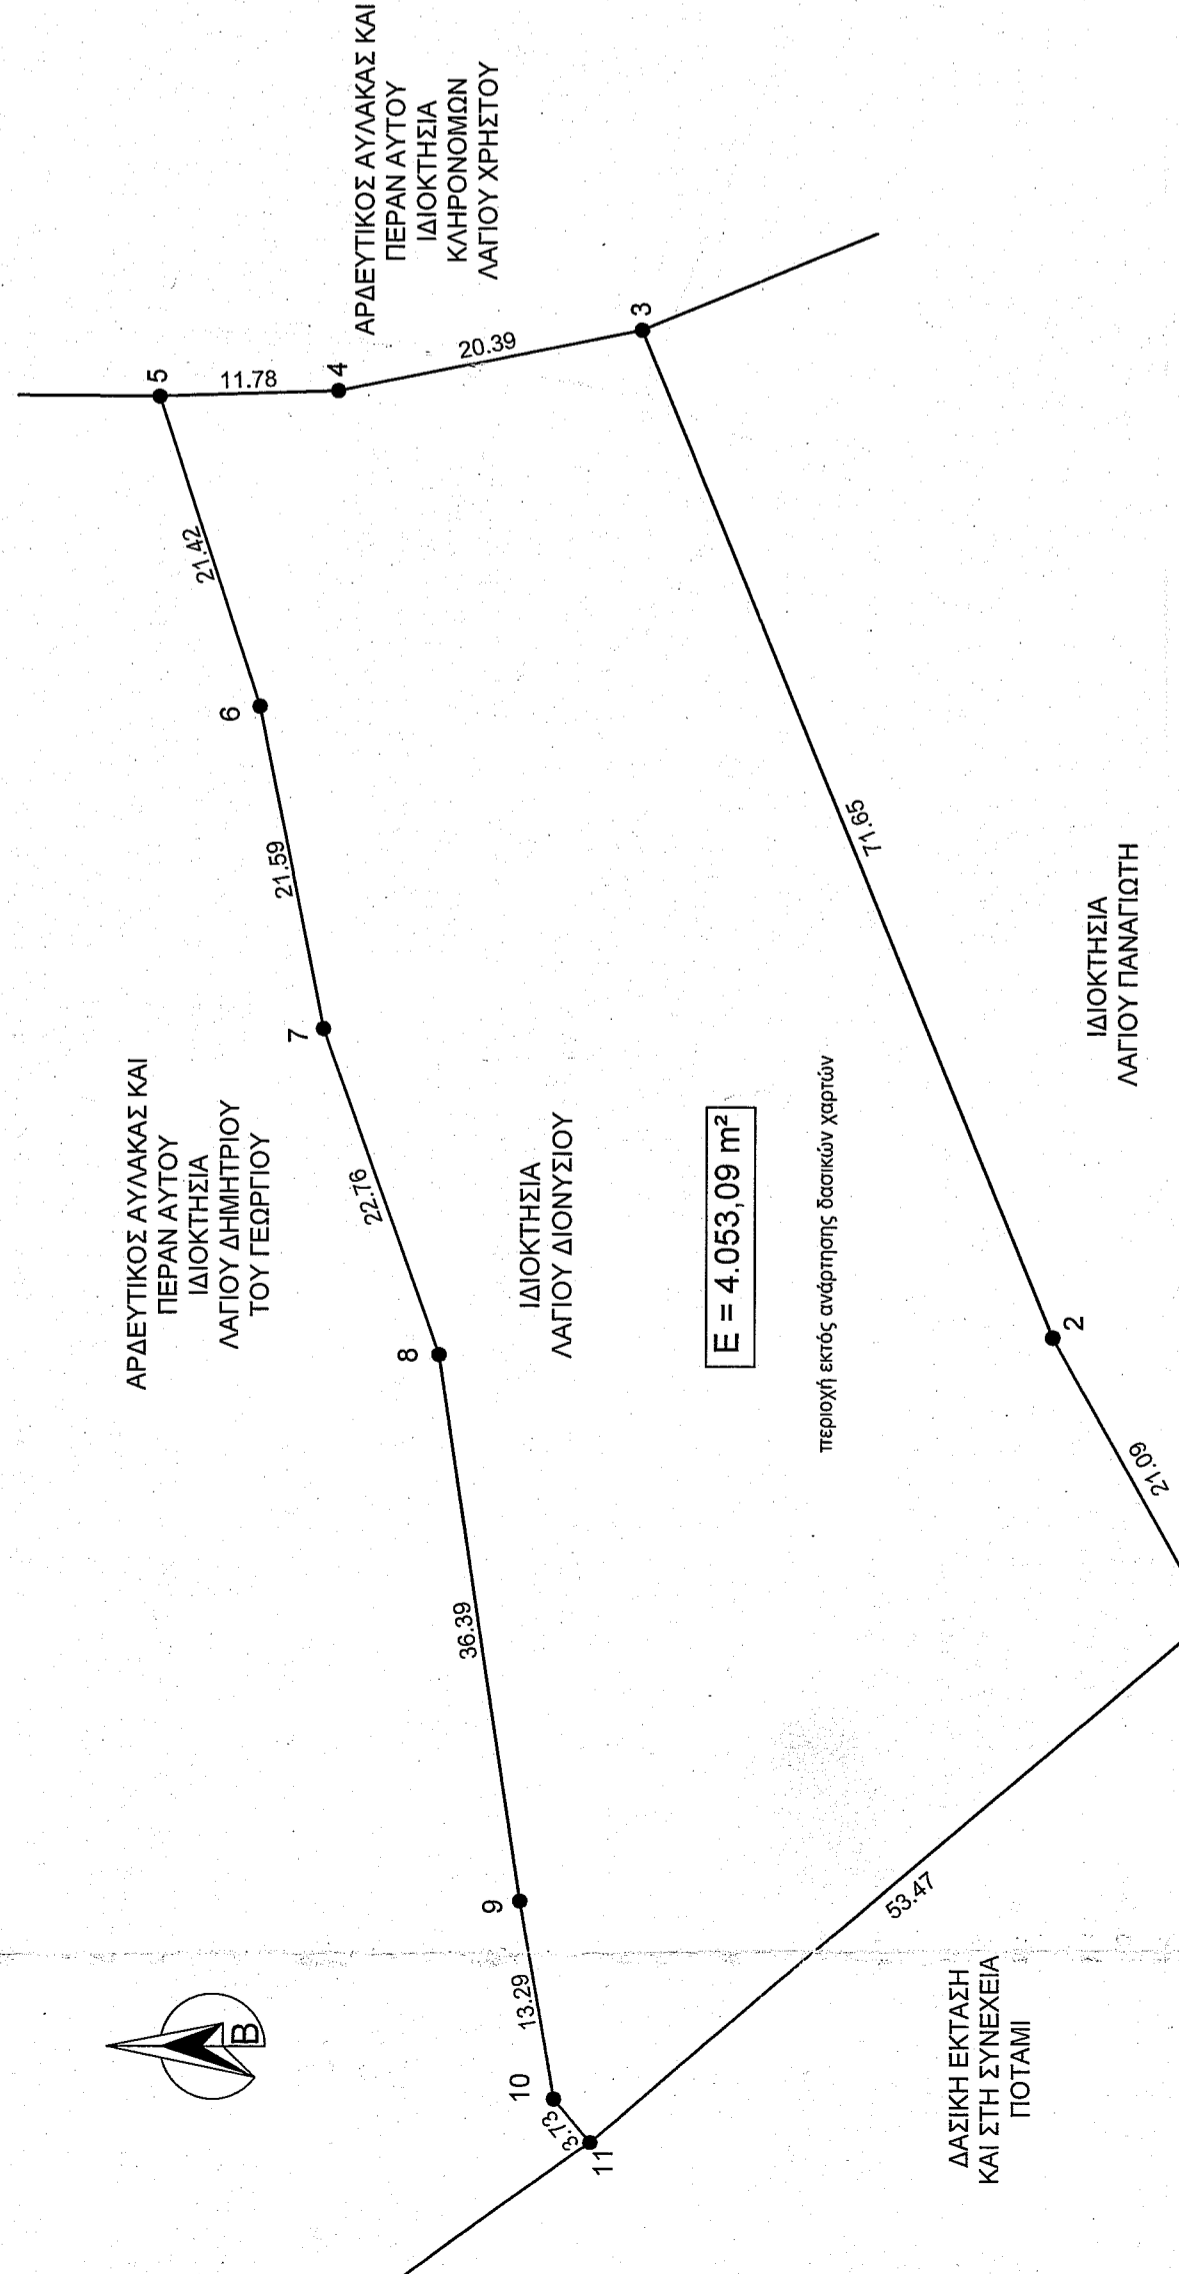 ΑΡΔΕΥΤΙΚΟΣ ΑΥΛΑΚΑΣ ΚΑΙ
ΠΕΡΑΝ ΑΥΤΟΥ
ΙΔΙΟΚΤΗΣΙΑ
ΛΑΓΙΟΥ ΔΗΜΗΤΡΙΟΥ
ΤΟΥ ΓΕΩΡΓΙΟΥ
ΑΡΔΕΥΤΙΚΟΣ ΑΥΛΑΚΑΣ ΚΑΙ
ΠΕΡΑΝ ΑΥΤΟΥ
ΙΔΙΟΚΤΗΣΙΑ
ΚΛΗΡΟΝΟΜΩΝ
ΛΑΓΙΟΥ ΧΡΗΣΤΟΥ
Β
5
11.78
4
20.39
3
21.42
6
21.59
7
22.76
8
36.39
9
13.29
10
3.73
11
ΙΔΙΟΚΤΗΣΙΑ
ΛΑΓΙΟΥ ΔΙΟΝΥΣΙΟΥ
E = 4.053,09 m²
περιοχή εκτός ανάρτησης δασικών χαρτών
71.65
2
21.09
53.47
ΙΔΙΟΚΤΗΣΙΑ
ΛΑΓΙΟΥ ΠΑΝΑΓΙΩΤΗ
ΔΑΣΙΚΗ ΕΚΤΑΣΗ
ΚΑΙ ΣΤΗ ΣΥΝΕΧΕΙΑ
ΠΟΤΑΜΙ